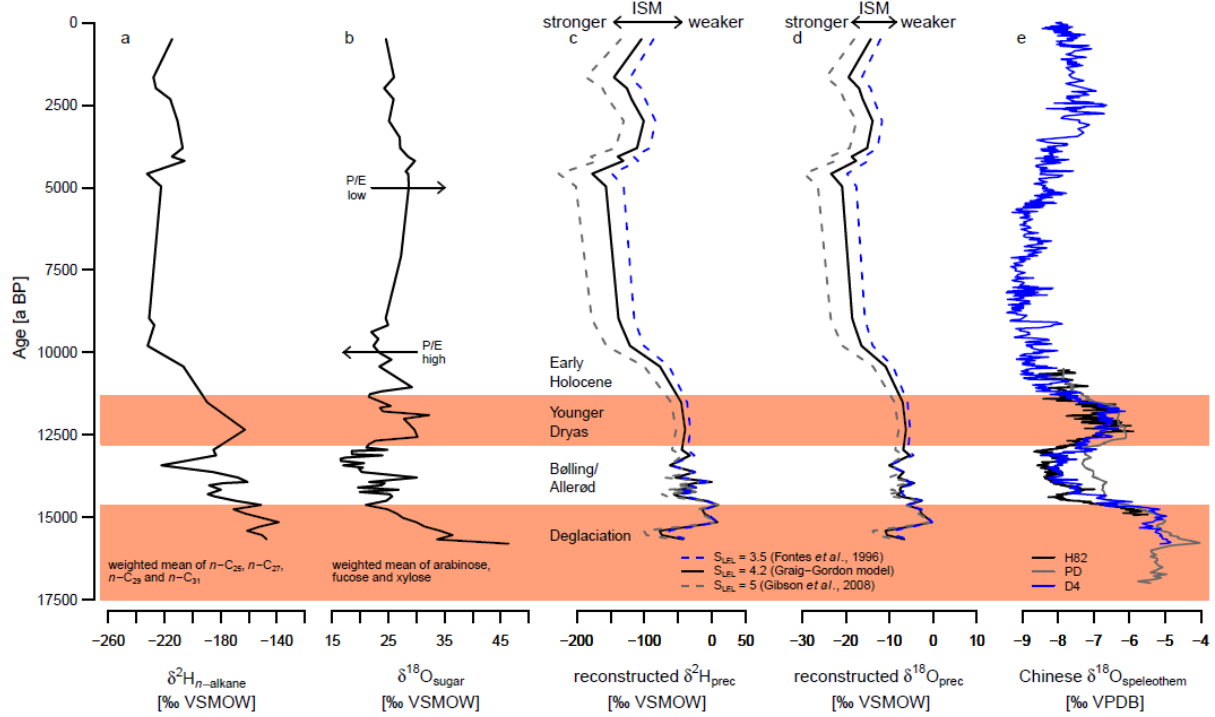 ISM
ISM
stronger
weaker
stronger
weaker
a
b
c
d
e
0
2500
5000
7500
10000
12500
15000
17500
Age [a BP]
P/E
low
P/E
high
Early
Holocene
Younger
Dryas
Bølling/
Allerød
Deglaciation
weighted mean of n−C25, n−C27,
n−C29 and n−C31
weighted mean of arabinose,
fucose and xylose
SLEL = 3.5 (Fontes et al., 1996)
SLEL = 4.2 (Graig−Gordon model)
SLEL = 5 (Gibson et al., 2008)
H82
PD
D4
−260 −220 −180 −140
15 25 35 45
−200 −100 0 50
−30 −20 −10 0 10
−9 −8 −7 −6 −5 −4
δ2Hn−alkane
[‰ VSMOW]
δ18Osugar
[‰ VSMOW]
reconstructed δ2Hprec
[‰ VSMOW]
reconstructed δ18Oprec
[‰ VSMOW]
Chinese δ18Ospeleothem
[‰ VPDB]